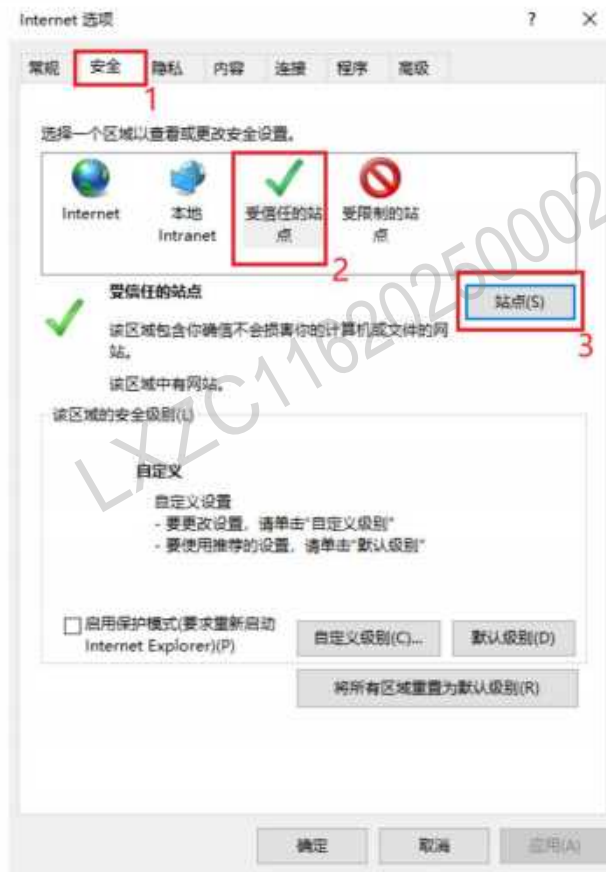 Internet 选项
? ×
常规 安全 隐私 内容 连接 程序 高级
1
选择一个区域以查看或更改安全设置。
Internet
本地
Intranet
受信任的站
点
受限制的站
点
2
受信任的站点
站点(S)
3
该区域包含你确信不会损害你的计算机或文件的网
站。
该区域中有网站。
该区域的安全级别(L)
自定义
自定义设置
- 要更改设置，请单击"自定义级别"
- 要使用推荐的设置，请单击"默认级别"
启用保护模式(要求重新启动
Internet Explorer)(P)
自定义级别(C)...
默认级别(D)
将所有区域重置为默认级别(R)
确定 取消 应用(A)
LXZC11620250002